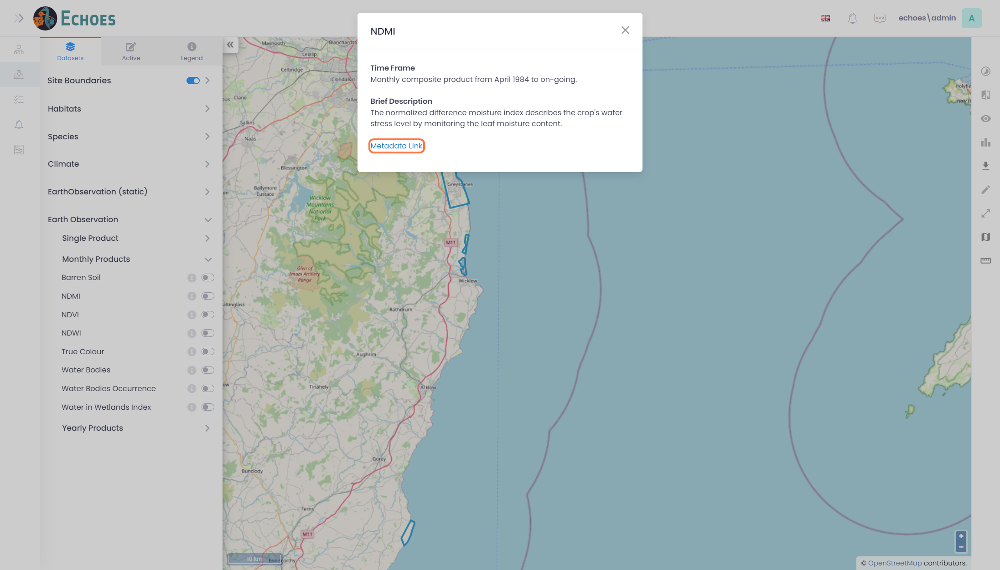 ECHOES
echoes\admin
A
NDMI
Time Frame
Monthly composite product from April 1984 to on-going.
Brief Description
The normalized difference moisture index describes the crop's water
stress level by monitoring the leaf moisture content.
Metadata Link
Datasets
Active
Legend
Site Boundaries
Habitats
Species
Climate
EarthObservation (static)
Earth Observation
Single Product
Monthly Products
Barren Soil
NDMI
NDVI
NDWI
True Colour
Water Bodies
Water Bodies Occurrence
Water in Wetlands Index
Yearly Products
Maynooth
Leixlip
Celbridge
Clondalkin
Clane
Sallins
Naas
Blessington
Ballymore
Eustace
Wicklow
Mountains
National
Park
Greystones
M11
Glen of
Imaal Artillery
Range
Wicklow
Rathdrum
Aughrim
Tinahely
Arklow
Gorey
Bunclody
Ferns
M11
Enniscorthy
10 km
+
−
© OpenStreetMap contributors.